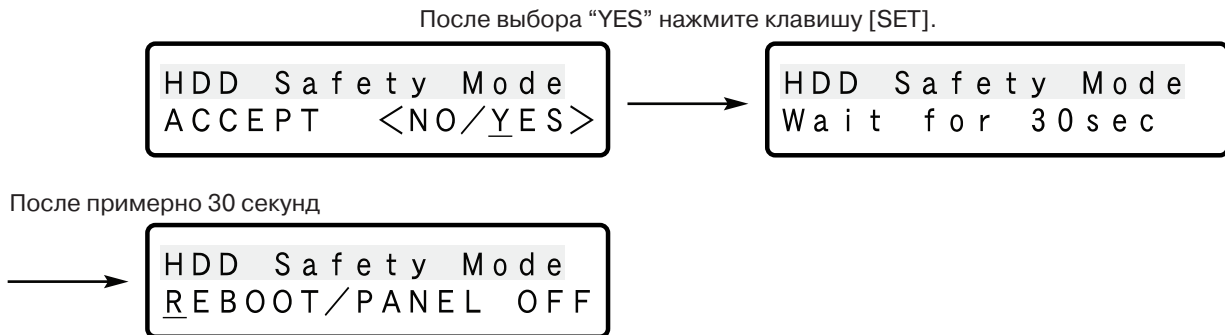 После выбора “YES” нажмите клавишу [SET].
HDD Safety Mode
ACCEPT <NO/YES>
HDD Safety Mode
Wait for 30sec
После примерно 30 секунд
HDD Safety Mode
REBOOT/PANEL OFF